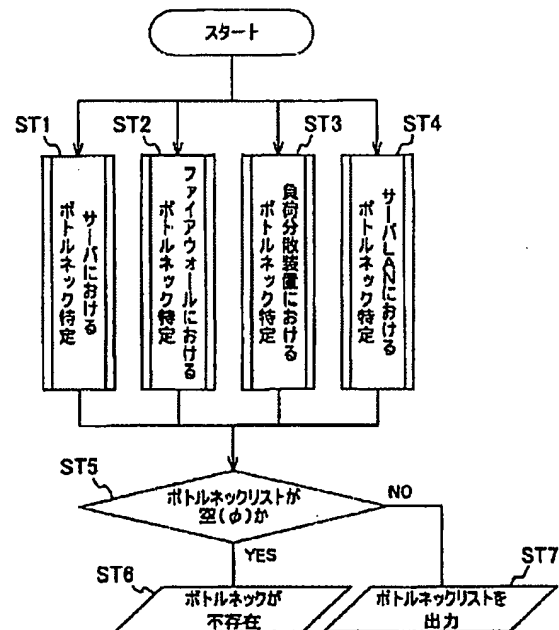 スタート
ST1
ST2
ST3
ST4
サーバにおける
ボトルネック特定
ファイアウォールにおける
ボトルネック特定
負荷分散装置における
ボトルネック特定
サーバLANにおける
ボトルネック特定
ST5
ボトルネックリストが
空(φ)か
NO
YES
ST6
ボトルネックが
不存在
ST7
ボトルネックリストを
出力